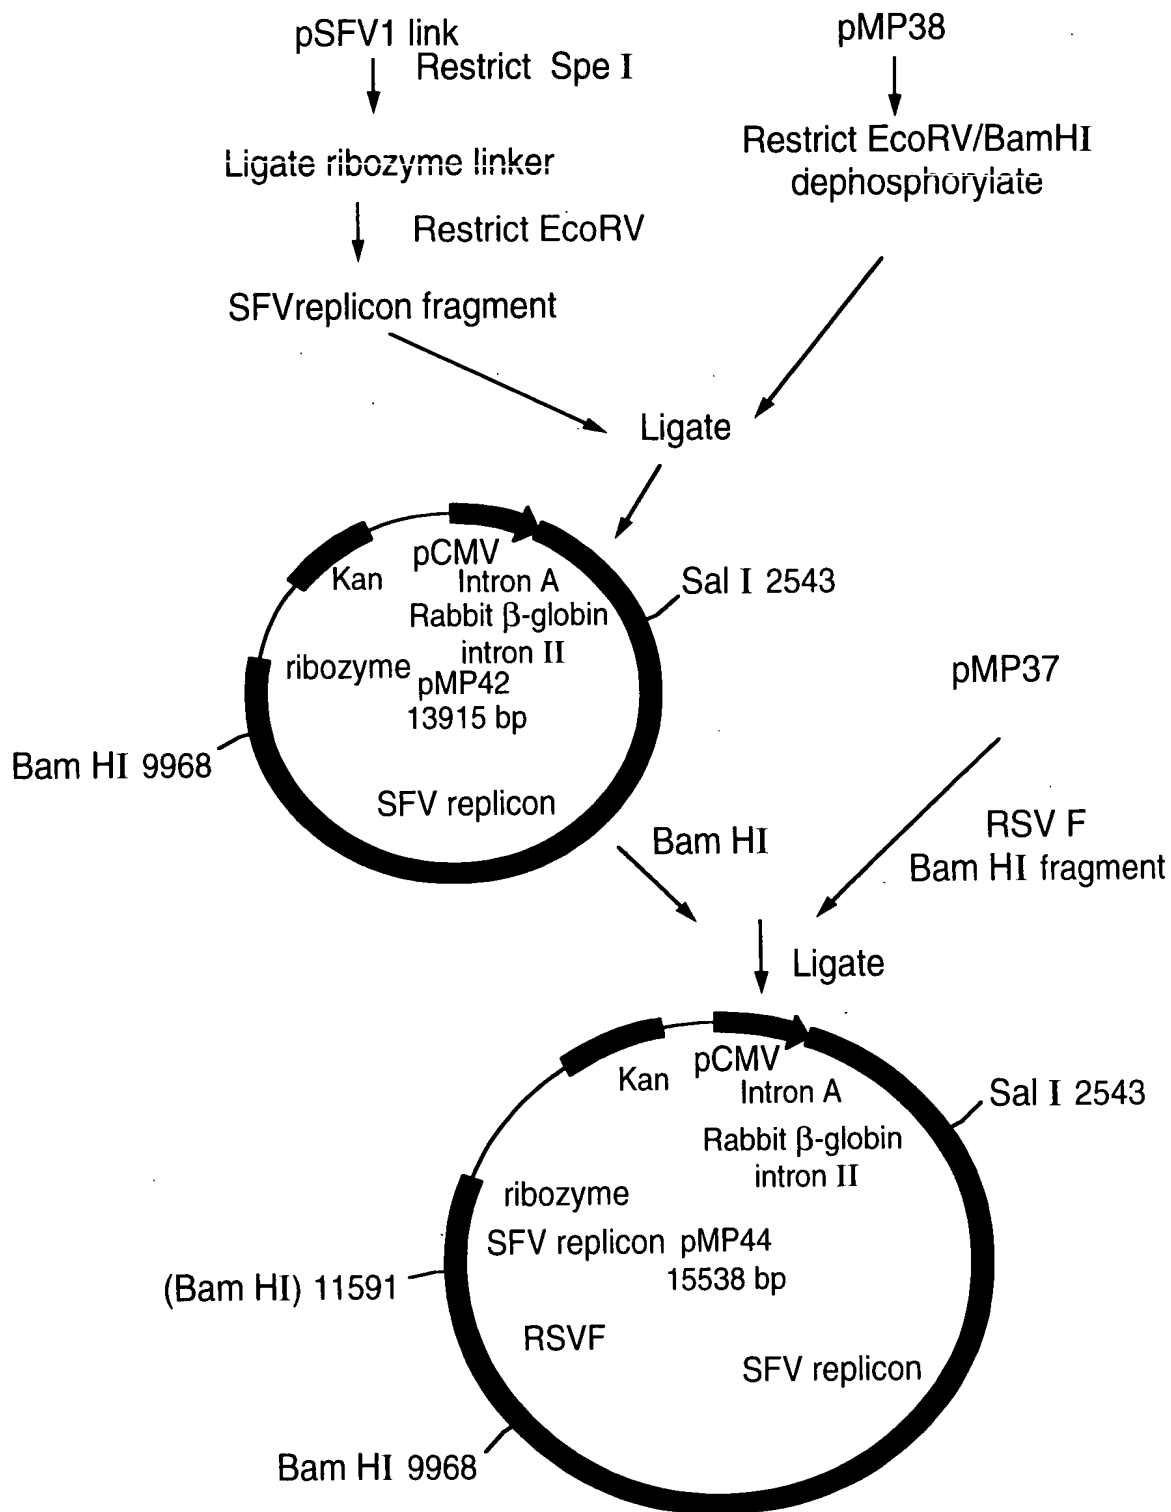 pSFV1 link
Restrict Spe I
Ligate ribozyme linker
Restrict EcoRV
SFVreplicon fragment
pMP38
Restrict EcoRV/BamHI
dephosphorylate
Ligate
pCMV
Kan
Intron A
Rabbit β-globin
intron II
ribozyme
pMP42
13915 bp
SFV replicon
Sal I 2543
Bam HI 9968
pMP37
Bam HI
RSV F
Bam HI fragment
Ligate
pCMV
Kan
Intron A
Rabbit β-globin
intron II
ribozyme
SFV replicon
pMP44
15538 bp
Sal I 2543
(Bam HI) 11591
RSVF
SFV replicon
Bam HI 9968